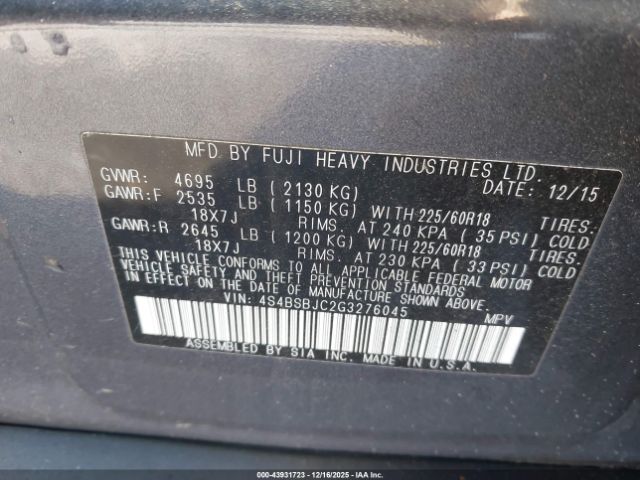 MFD BY FUJI HEAVY INDUSTRIES LTD.
GVWR: 4695 LB (2130 KG) DATE: 12/15
GAWR:F 2535 LB (1150 KG) WITH 225/60R18 TIRES.
18X7J RIMS. AT 240 KPA (35 PSI) COLD
GAWR:R 2645 LB (1200 KG) WITH 225/60R18 TIRES.
18X7J RIMS. AT 230 KPA (33 PSI) COLD
THIS VEHICLE CONFORMS TO ALL APPLICABLE FEDERAL MOTOR
VEHICLE SAFETY AND THEFT PREVENTION STANDARDS
IN EFFECT ON THE DATE OF MANUFACTURE SHOWN ABOVE.
VIN: 4S4BSBJC2G3276045 MPV
ASSEMBLED BY SIA INC. MADE IN U.S.A.
00-43931723 - 12/16/2025 - COPYRIGHT IAA, LLC